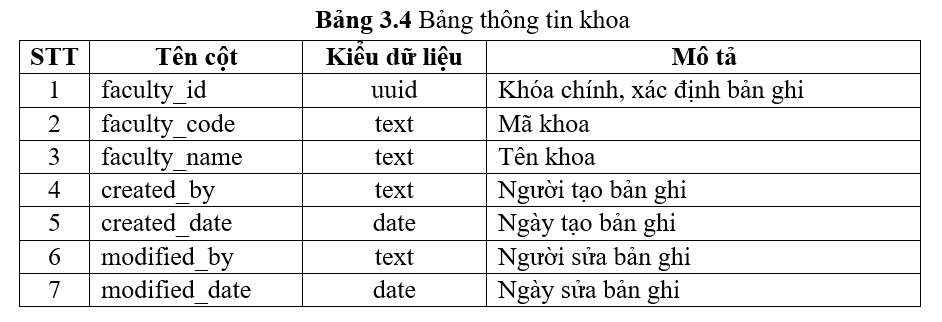 Bảng 3.4 Bảng thông tin khoa
STT Tên cột Kiểu dữ liệu Mô tả
1 faculty_id uuid Khóa chính, xác định bản ghi
2 faculty_code text Mã khoa
3 faculty_name text Tên khoa
4 created_by text Người tạo bản ghi
5 created_date date Ngày tạo bản ghi
6 modified_by text Người sửa bản ghi
7 modified_date date Ngày sửa bản ghi